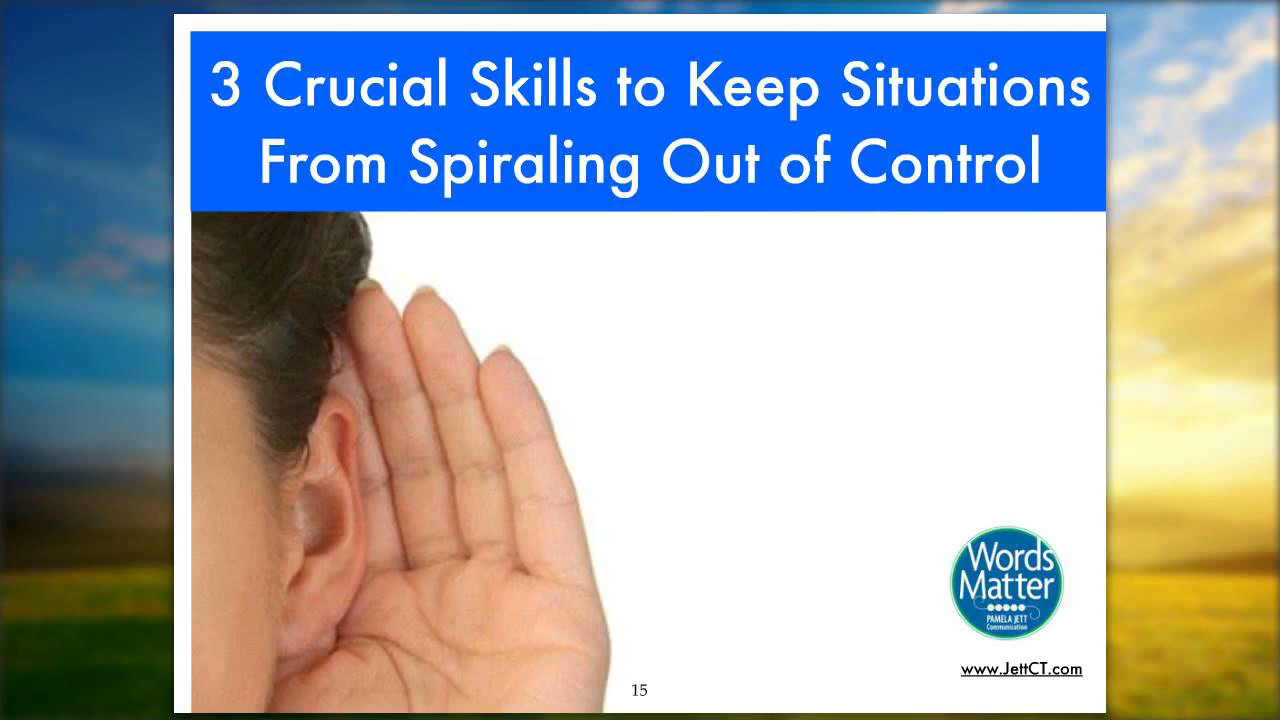 3 Crucial Skills to Keep Situations
From Spiraling Out of Control
Words
Matter
PAMELA JETT
Communication
www.JettCT.com
15